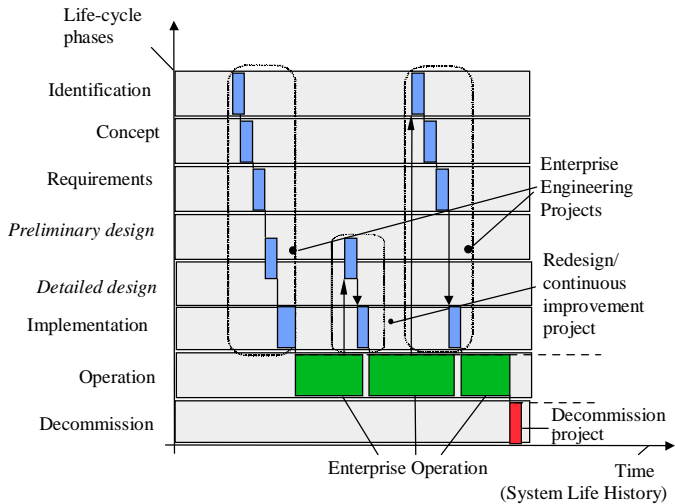 Life-cycle
phases
Identification
Concept
Requirements
Preliminary design
Detailed design
Implementation
Operation
Decommission
Enterprise
Engineering
Projects
Redesign/
continuous
improvement
project
Decommission
project
Enterprise Operation
Time
(System Life History)